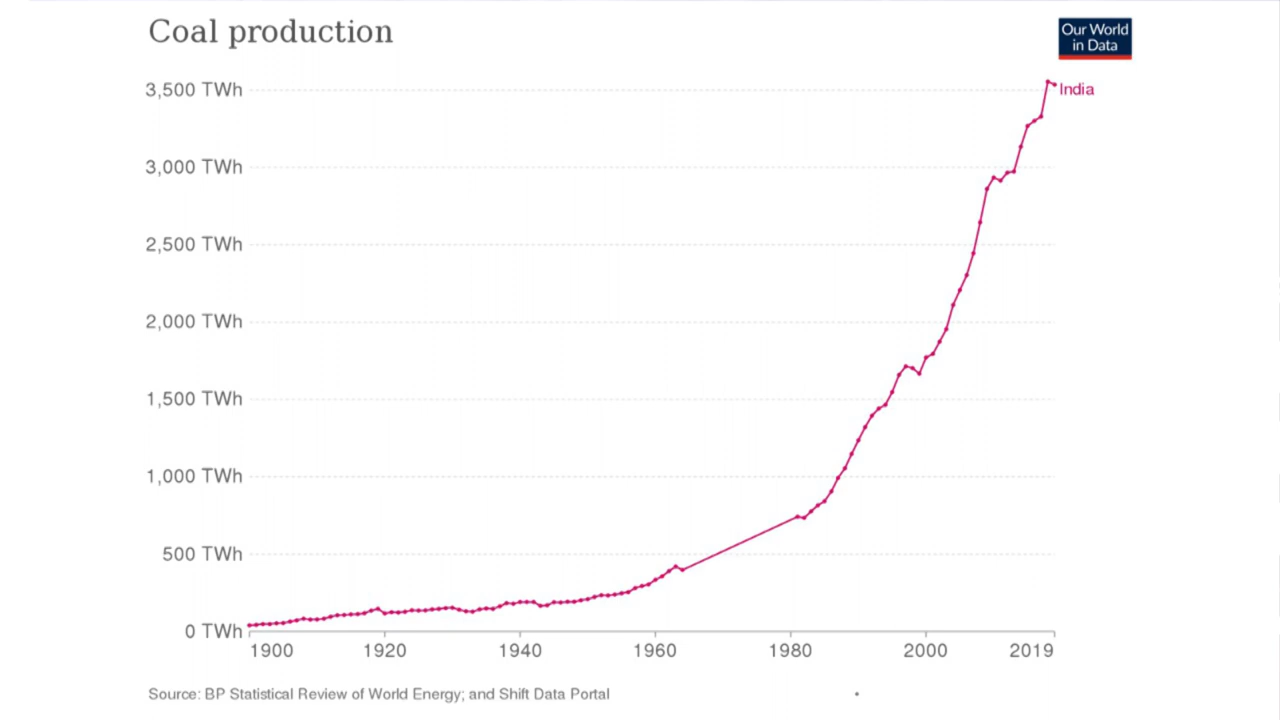 Coal production
Our World
in Data
3,500 TWh
India
3,000 TWh
2,500 TWh
2,000 TWh
1,500 TWh
1,000 TWh
500 TWh
0 TWh
1900 1920 1940 1960 1980 2000 2019
Source: BP Statistical Review of World Energy; and Shift Data Portal